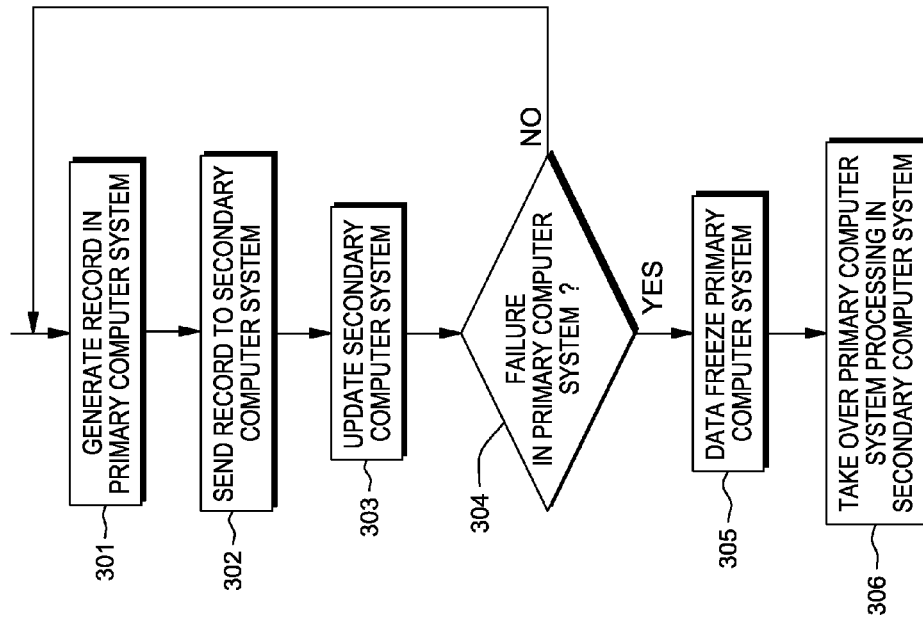 GENERATE RECORD IN
PRIMARY COMPUTER SYSTEM
301
SEND RECORD TO SECONDARY
COMPUTER SYSTEM
302
UPDATE SECONDARY
COMPUTER SYSTEM
303
FAILURE
IN PRIMARY COMPUTER
SYSTEM ?
304
NO
YES
DATA FREEZE PRIMARY
COMPUTER SYSTEM
305
TAKE OVER PRIMARY COMPUTER
SYSTEM PROCESSING IN
SECONDARY COMPUTER SYSTEM
306